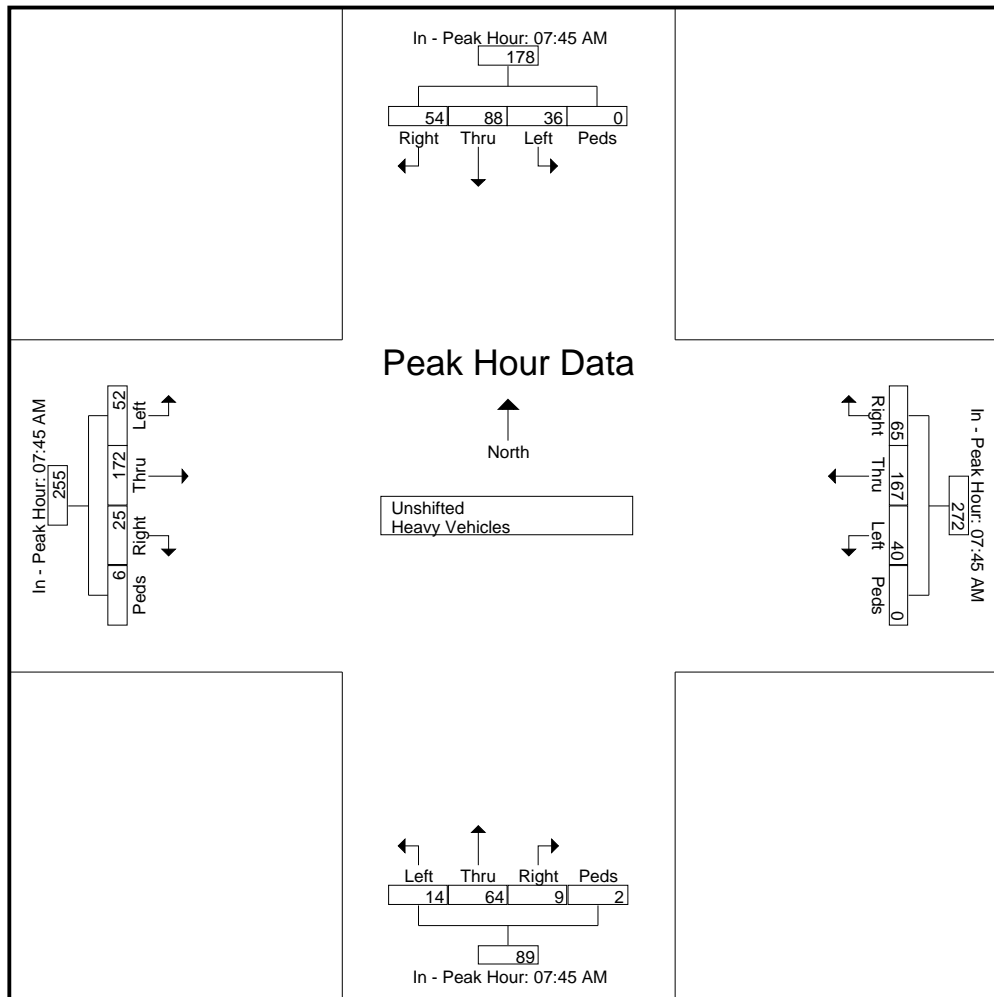 In - Peak Hour: 07:45 AM
178
54 88 36 0
Right Thru Left Peds
Peak Hour Data
North
Unshifted
Heavy Vehicles
In - Peak Hour: 07:45 AM
255
52 172 25 6
Left Thru Right Peds
In - Peak Hour: 07:45 AM
272
65 167 40 0
Right Thru Left Peds
Left Thru Right Peds
14 64 9 2
89
In - Peak Hour: 07:45 AM